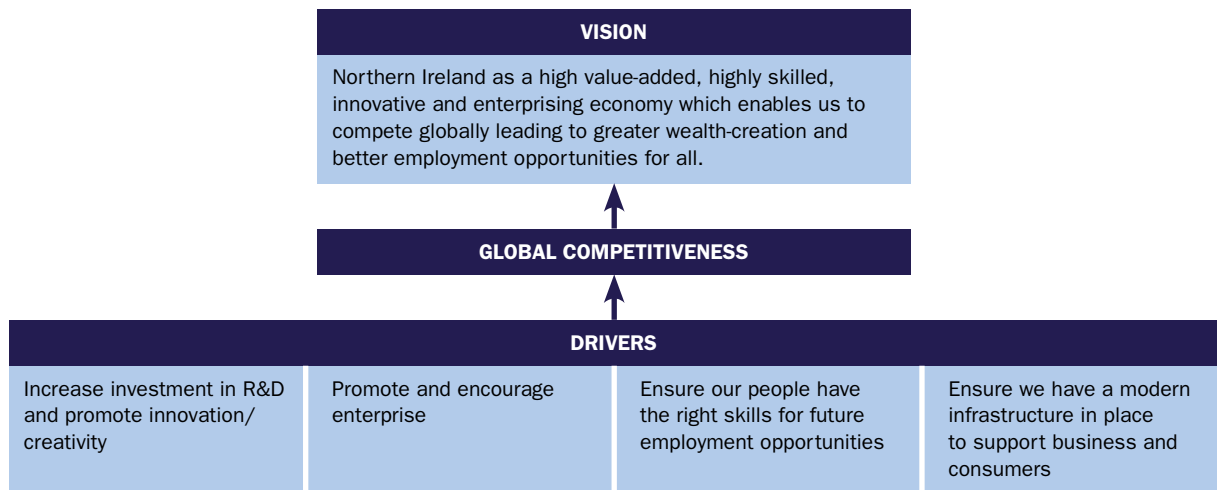 VISION
Northern Ireland as a high value-added, highly skilled,
innovative and enterprising economy which enables us to
compete globally leading to greater wealth-creation and
better employment opportunities for all.
GLOBAL COMPETITIVENESS
DRIVERS
Increase investment in R&D
and promote innovation/
creativity
Promote and encourage
enterprise
Ensure our people have
the right skills for future
employment opportunities
Ensure we have a modern
infrastructure in place
to support business and
consumers